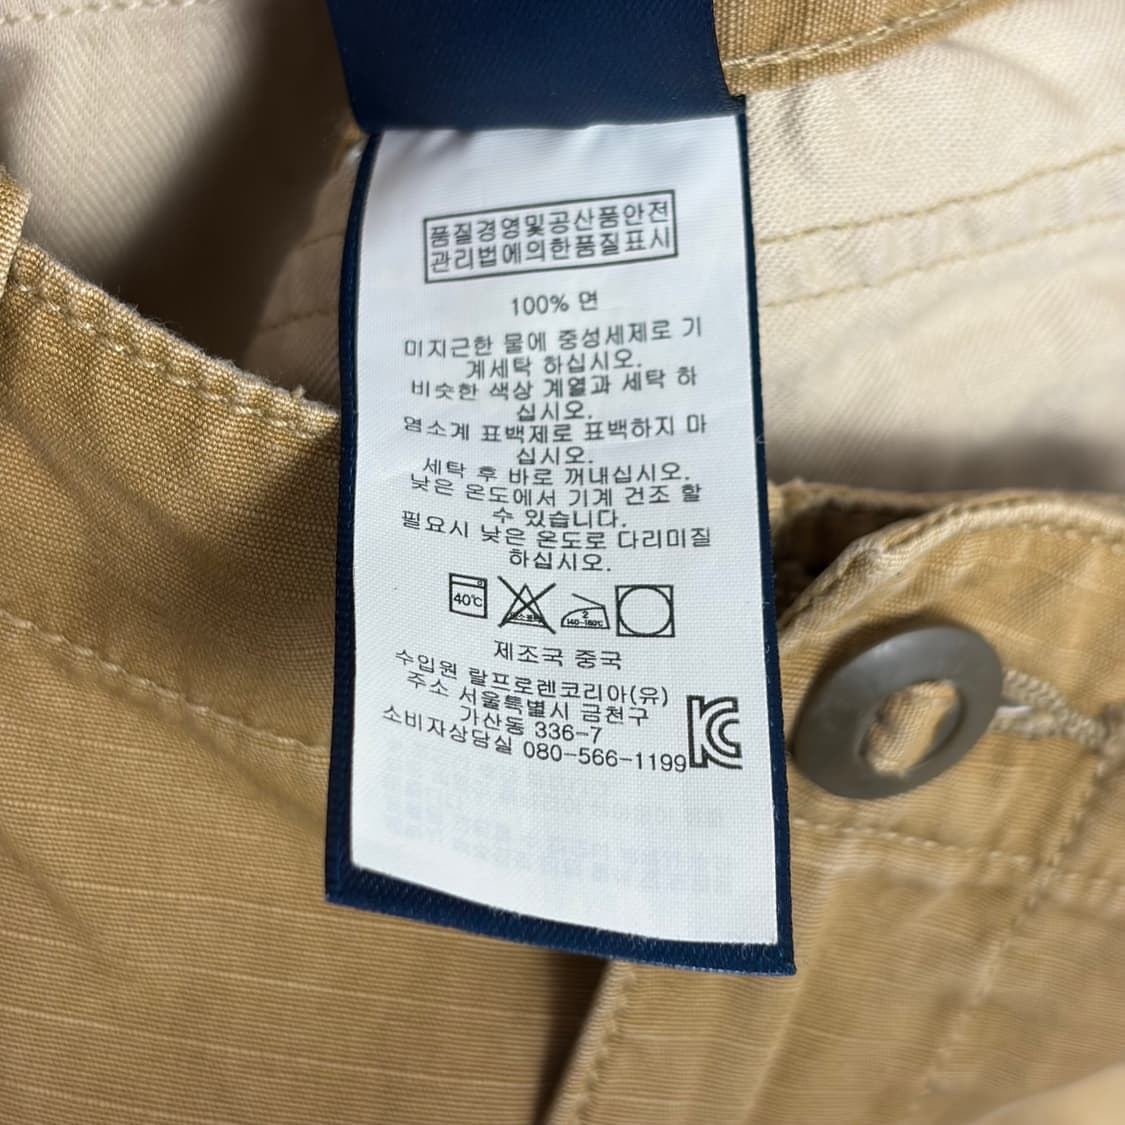 품질경영및공산품안전
관리법에의한품질표시
100% 면
미지근한 물에 중성세제로 기
계세탁 하십시오.
비슷한 색상 계열과 세탁 하
십시오.
염소계 표백제로 표백하지 마
십시오.
세탁 후 바로 꺼내십시오.
낮은 온도에서 기계 건조 할
수 있습니다.
필요시 낮은 온도로 다리미질
하십시오.
40℃
2
140-160℃
제조국 중국
수입원 랄프로렌코리아(유)
주소 서울특별시 금천구
가산동 336-7
소비자상담실 080-566-1199